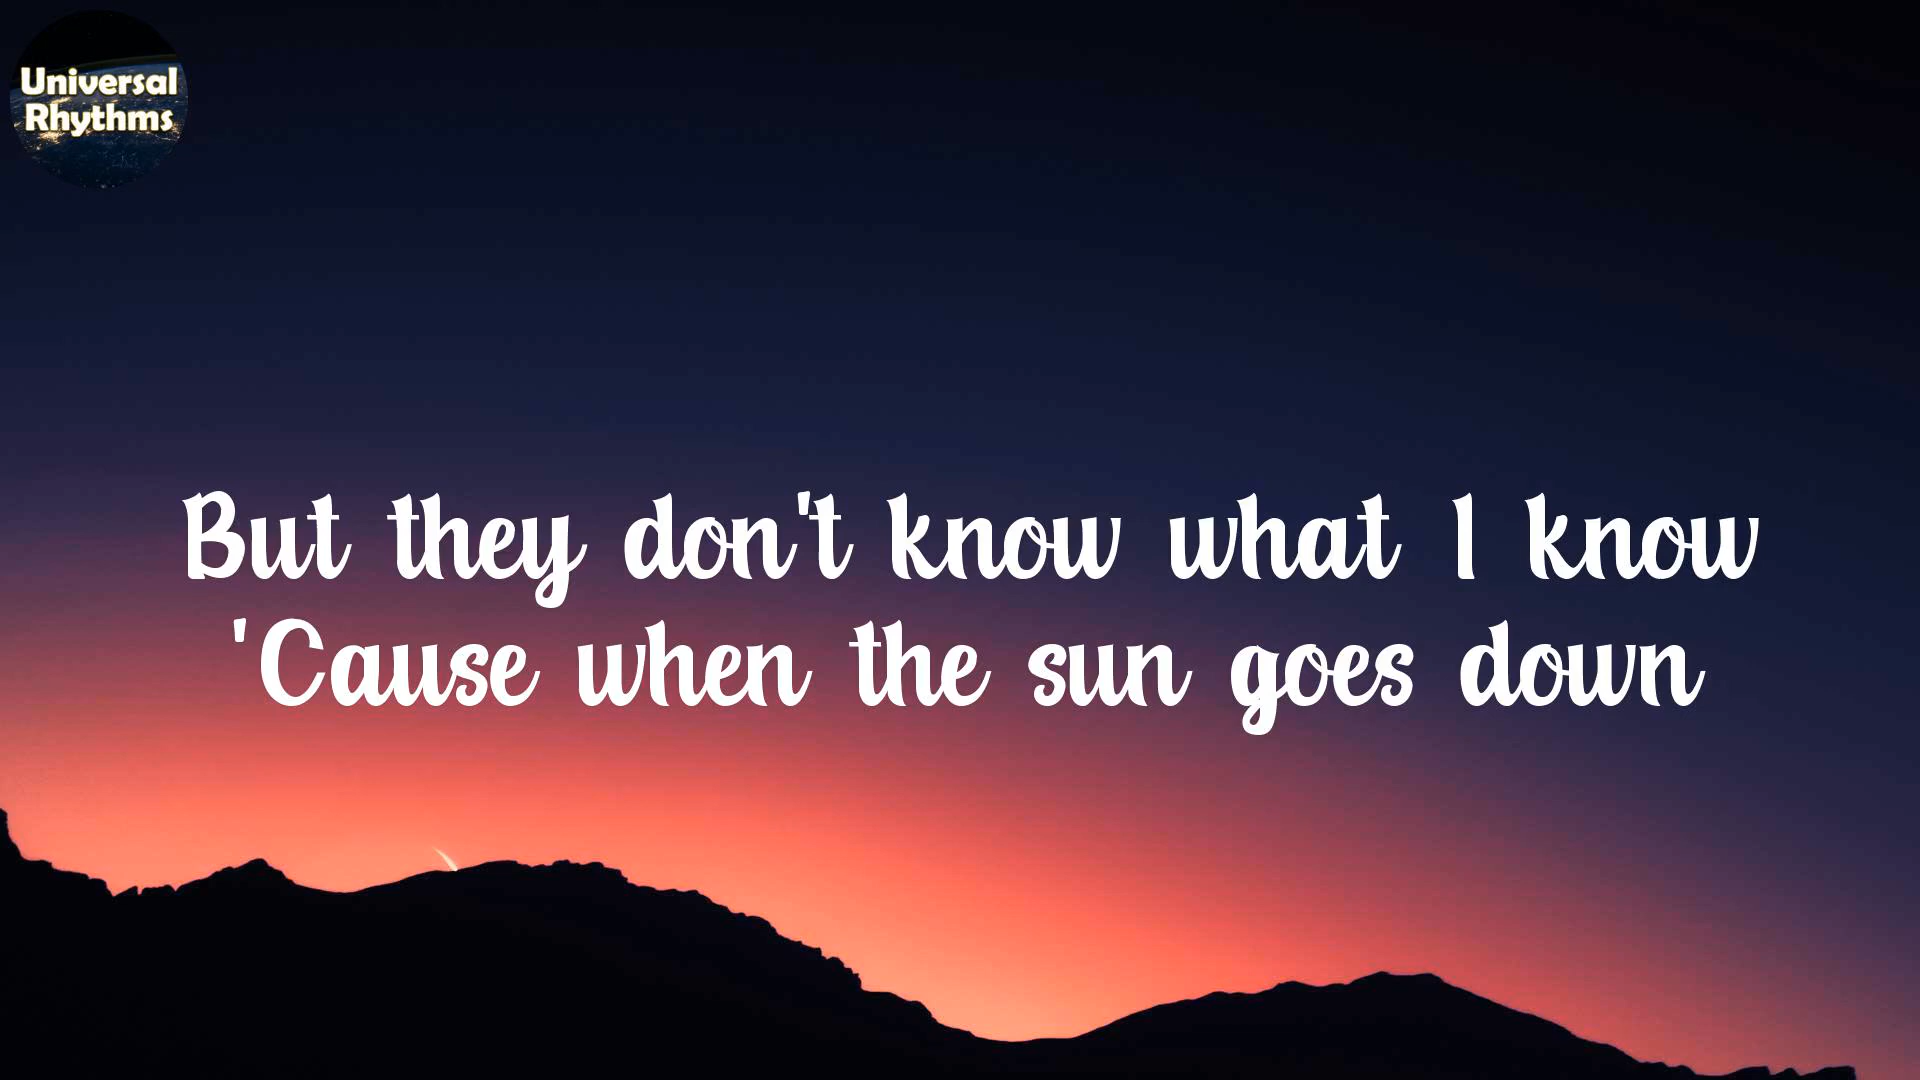 Universal
Rhythms
But they don't know what I know
'Cause when the sun goes down